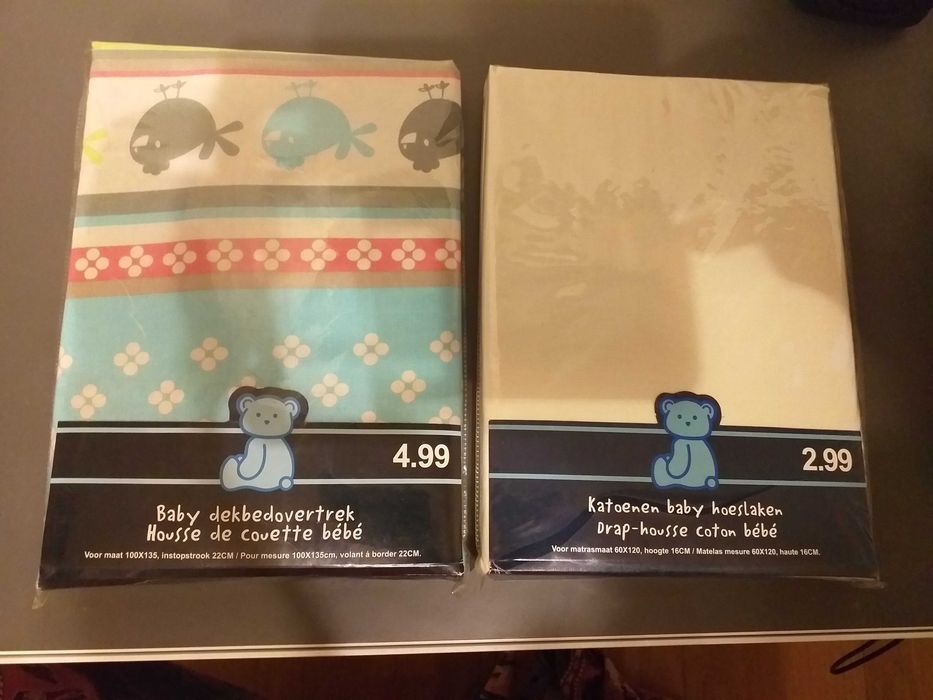 4.99
Baby dekbedovertrek
Housse de couette bébé
Voor maat 100X135, instopstrook 22CM / Pour mesure 100X135cm, volant á border 22CM.
2.99
Katoenen baby hoeslaken
Drap-housse coton bébé
Voor matrasmaat 60X120, hoogte 16CM / Matelas mesure 60X120, haute 16CM.